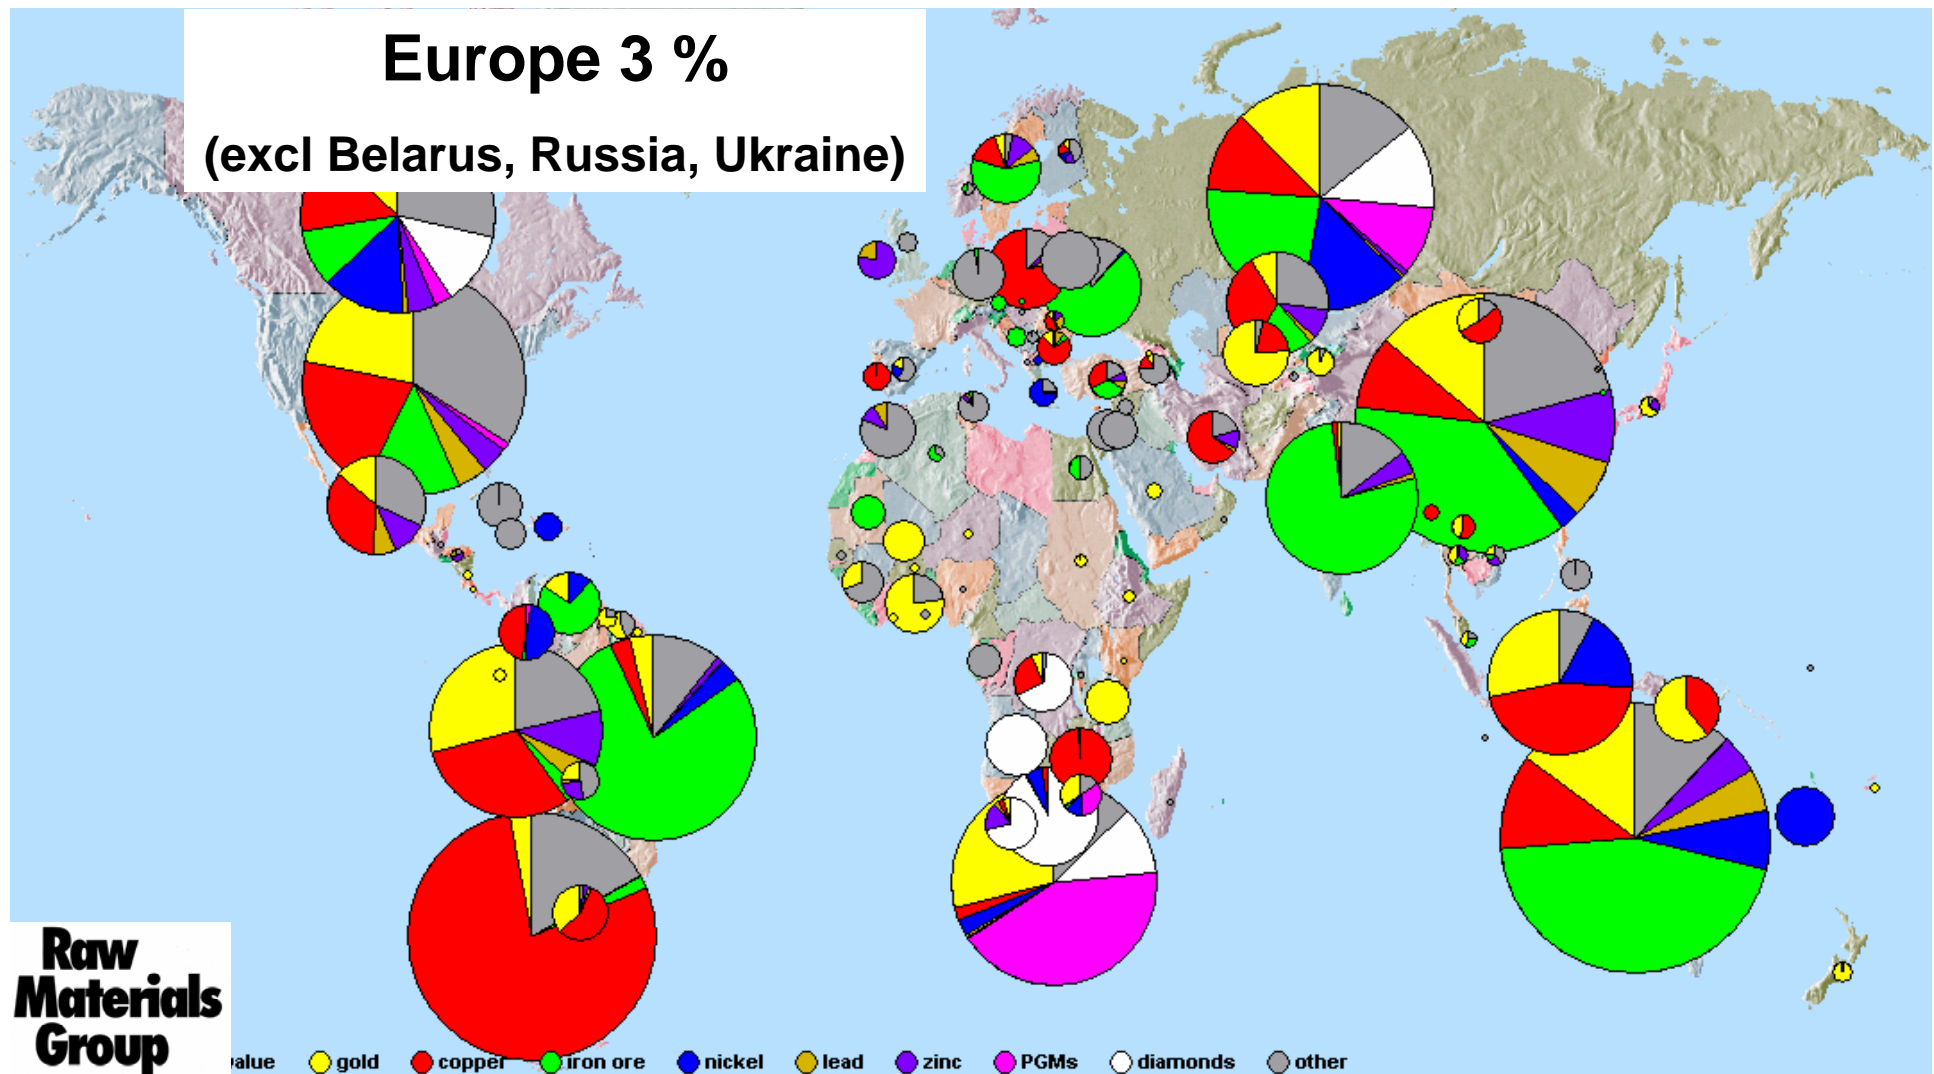 Europe 3 %
(excl Belarus, Russia, Ukraine)
Raw
Materials
Group
alue gold copper iron ore nickel lead zinc PGMs diamonds other